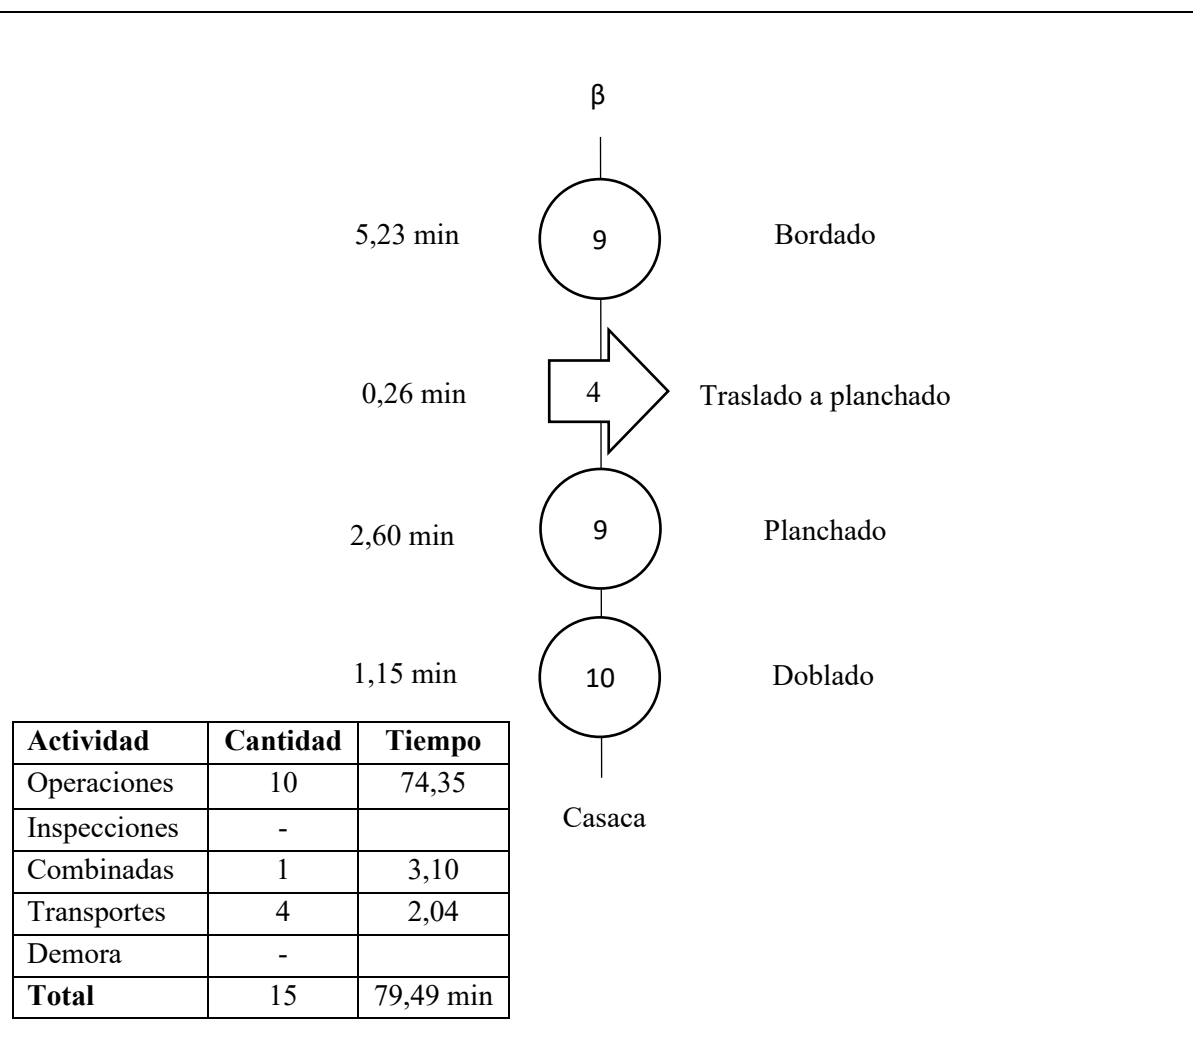 β
5,23 min 9 Bordado
0,26 min 4 Traslado a planchado
2,60 min 9 Planchado
1,15 min 10 Doblado
Actividad Cantidad Tiempo
Operaciones 10 74,35
Inspecciones -
Combinadas 1 3,10
Transportes 4 2,04
Demora -
Total 15 79,49 min
Casaca